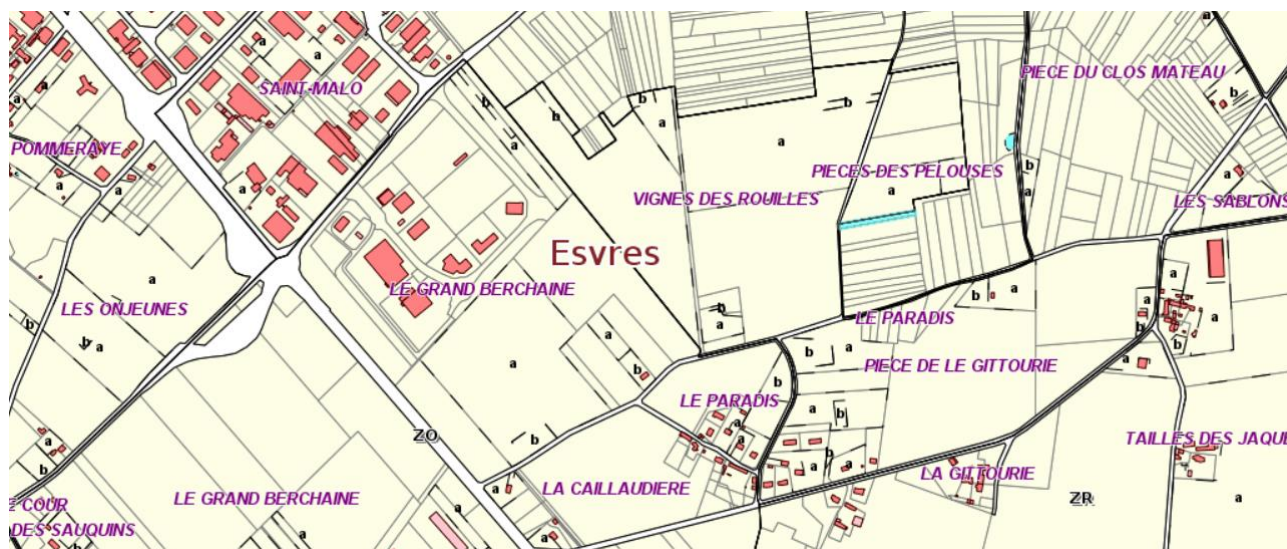 SAINT-MALO
PIECE DU CLOS MATEAU
POMMERAYE
PIECES-DES PELOUSES
VIGNES DES ROUILLES
LES SABLONS
Esvres
LE GRAND BERCHAINE
LES ONJEUNES
LE PARADIS
PIECE DE LE GITTOURIE
LE PARADIS
ZO
TAILLES DES JAQUE
LA GITTOURIE
LA CAILLAUDIERE
LE GRAND BERCHAINE
ZR
E COUR
DES SAUQUINS
a
a
b
b
b
b
b
a
a
a
a
a
a
a
b
a
a
a
a
a
b
b
a
b
a
a
a
b
b
a
b
a
b
a
a
b
b
a
b
a
b
a
b
a
b
a
a
a
a